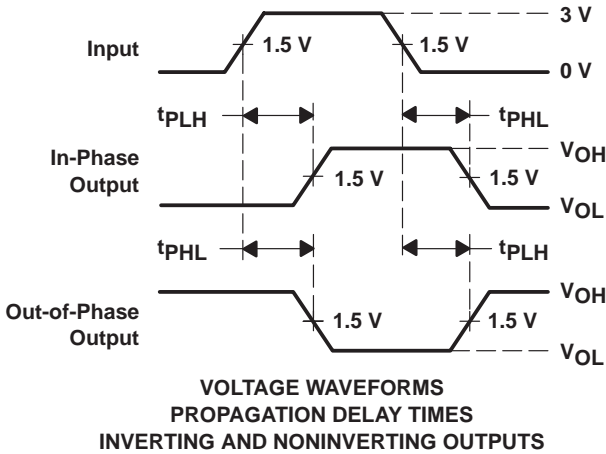 3 V
Input
1.5 V
1.5 V
0 V
tPLH
tPHL
In-Phase
Output
VOH
1.5 V
1.5 V
VOL
tPHL
tPLH
Out-of-Phase
Output
VOH
1.5 V
1.5 V
VOL
VOLTAGE WAVEFORMS
PROPAGATION DELAY TIMES
INVERTING AND NONINVERTING OUTPUTS